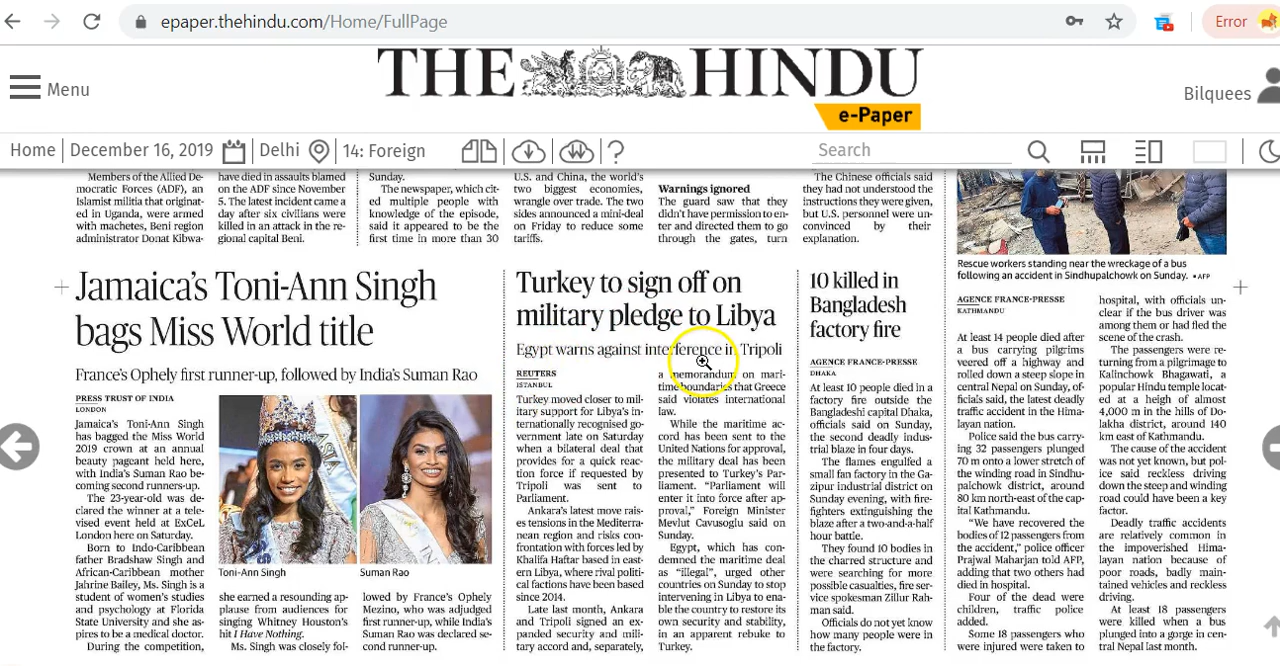 epaper.thehindu.com/Home/FullPage
Error
THE HINDU
e-Paper
Menu
Bilquees
Home
December 16, 2019
Delhi
14: Foreign
?
Search
Members of the Allied De-
mocratic Forces (ADF), an
Islamist militia that originat-
ed in Uganda, were armed
with machetes, Beni region
administrator Donat Kibwa-
have died in assaults blamed
on the ADF since November
5. The latest incident came a
day after six civilians were
killed in an attack in the re-
gional capital Beni.
Sunday.
The newspaper, which cit-
ed multiple people with
knowledge of the episode,
said it appeared to be the
first time in more than 30
U.S. and China, the world's
two biggest economies,
wrangle over trade. The two
sides announced a mini-deal
on Friday to reduce some
tariffs.
Warnings ignored
The guard saw that they
didn't have permission to en-
ter and directed them to go
through the gates, turn
The Chinese officials said
they had not understood the
instructions they were given,
but U.S. personnel were un-
convinced by their
explanation.
Jamaica's Toni-Ann Singh
bags Miss World title
France's Ophely first runner-up, followed by India's Suman Rao
PRESS TRUST OF INDIA
LONDON
Jamaica's Toni-Ann Singh
has bagged the Miss World
2019 crown at an annual
beauty pageant held here,
with India's Suman Rao be-
coming second runners-up.
The 23-year-old was de-
clared the winner at a tele-
vised event held at ExCeL
London here on Saturday.
Born to Indo-Caribbean
father Bradshaw Singh and
African-Caribbean mother
Jahrine Bailey, Ms. Singh is a
student of women's studies
and psychology at Florida
State University and she as-
pires to be a medical doctor.
During the competition,
Toni-Ann Singh
Suman Rao
she earned a resounding ap-
plause from audiences for
singing Whitney Houston's
hit I Have Nothing.
Ms. Singh was closely fol-
lowed by France's Ophely
Mezino, who was adjudged
first runner-up, while India's
Suman Rao was declared se-
cond runner-up.
Turkey to sign off on
military pledge to Libya
Egypt warns against interference in Tripoli
REUTERS
ISTANBUL
Turkey moved closer to mil-
itary support for Libya's in-
ternationally recognised go-
vernment late on Saturday
when a bilateral deal that
provides for a quick reac-
tion force if requested by
Tripoli was sent to
Parliament.
Ankara's latest move rais-
es tensions in the Mediterra-
nean region and risks con-
frontation with forces led by
Khalifa Haftar based in east-
ern Libya, where rival polit-
ical factions have been based
since 2014.
Late last month, Ankara
and Tripoli signed an ex-
panded security and mili-
tary accord and, separately,
a memorandum on mari-
time boundaries that Greece
said violates international
law.
While the maritime ac-
cord has been sent to the
United Nations for approval,
the military deal has been
presented to Turkey's Par-
liament. "Parliament will
enter it into force after ap-
proval," Foreign Minister
Mevlut Cavusoglu said on
Sunday.
Egypt, which has con-
demned the maritime deal
as "illegal", urged other
countries on Sunday to stop
intervening in Libya to ena-
ble the country to restore its
own security and stability,
in an apparent rebuke to
Turkey.
10 killed in
Bangladesh
factory fire
AGENCE FRANCE-PRESSE
DHAKA
At least 10 people died in a
factory fire outside the
Bangladeshi capital Dhaka,
officials said on Sunday,
the second deadly indus-
trial blaze in four days.
The flames engulfed a
small fan factory in the Ga-
zipur industrial district on
Sunday evening, with fire-
fighters extinguishing the
blaze after a two-and-a-half
hour battle.
They found 10 bodies in
the charred structure and
were searching for more
possible casualties, fire ser-
vice spokesman Zillur Rah-
man said.
Officials do not yet know
how many people were in
the factory.
Rescue workers standing near the wreckage of a bus
following an accident in Sindhupalchowk on Sunday. ▪AFP
AGENCE FRANCE-PRESSE
KATHMANDU
At least 14 people died after
a bus carrying pilgrims
veered off a highway and
rolled down a steep slope in
central Nepal on Sunday, of-
ficials said, the latest deadly
traffic accident in the Hima-
layan nation.
Police said the bus carry-
ing 32 passengers plunged
70 m onto a lower stretch of
the winding road in Sindhu-
palchowk district, around
80 km north-east of the cap-
ital Kathmandu.
"We have recovered the
bodies of 12 passengers from
the accident," police officer
Prajwal Maharjan told AFP,
adding that two others had
died in hospital.
Four of the dead were
children, traffic police
added.
Some 18 passengers who
were injured were taken to
hospital, with officials un-
clear if the bus driver was
among them or had fled the
scene of the crash.
The passengers were re-
turning from a pilgrimage to
Kalinchowk Bhagawati, a
popular Hindu temple locat-
ed at a heigh of almost
4,000 m in the hills of Do-
lakha district, around 140
km east of Kathmandu.
The cause of the accident
was not yet known, but pol-
ice said reckless driving
down the steep and winding
road could have been a key
factor.
Deadly traffic accidents
are relatively common in
the impoverished Hima-
layan nation because of
poor roads, badly main-
tained vehicles and reckless
driving.
At least 18 passengers
were killed when a bus
plunged into a gorge in cen-
tral Nepal last month.